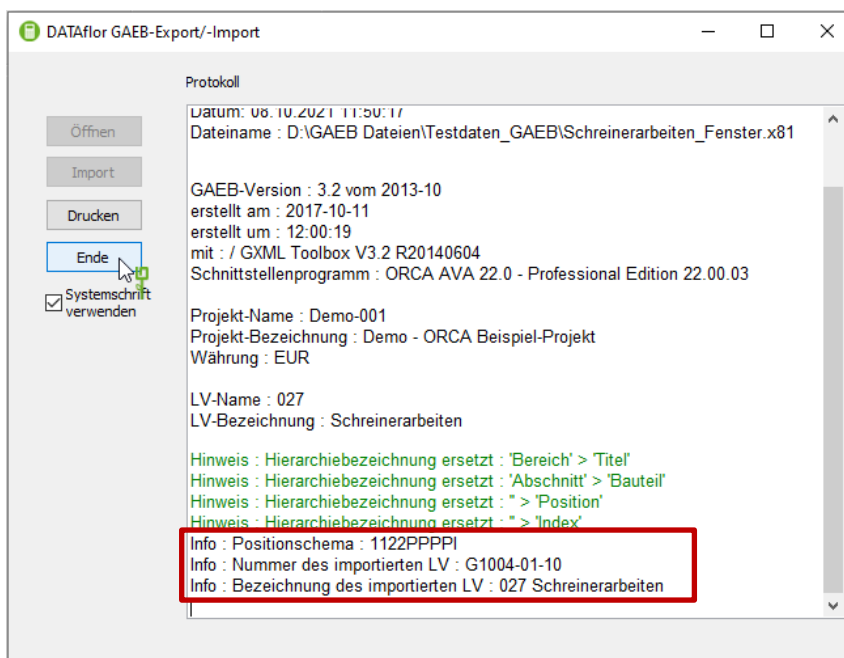 DATAflor GAEB-Export/-Import
Protokoll
Öffnen
Import
Drucken
Ende
Systemschrift
verwenden
Datum: 08.10.2021 11:50:17
Dateiname : D:\GAEB Dateien\Testdaten_GAEB\Schreinerarbeiten_Fenster.x81
GAEB-Version : 3.2 vom 2013-10
erstellt am : 2017-10-11
erstellt um : 12:00:19
mit : / GXML Toolbox V3.2 R20140604
Schnittstellenprogramm : ORCA AVA 22.0 - Professional Edition 22.00.03
Projekt-Name : Demo-001
Projekt-Bezeichnung : Demo - ORCA Beispiel-Projekt
Währung : EUR
LV-Name : 027
LV-Bezeichnung : Schreinerarbeiten
Hinweis : Hierarchiebezeichnung ersetzt : 'Bereich' > 'Titel'
Hinweis : Hierarchiebezeichnung ersetzt : 'Abschnitt' > 'Bauteil'
Hinweis : Hierarchiebezeichnung ersetzt : '' > 'Position'
Hinweis : Hierarchiebezeichnung ersetzt : '' > 'Index'
Info : Positionschema : 1122PPPPI
Info : Nummer des importierten LV : G1004-01-10
Info : Bezeichnung des importierten LV : 027 Schreinerarbeiten